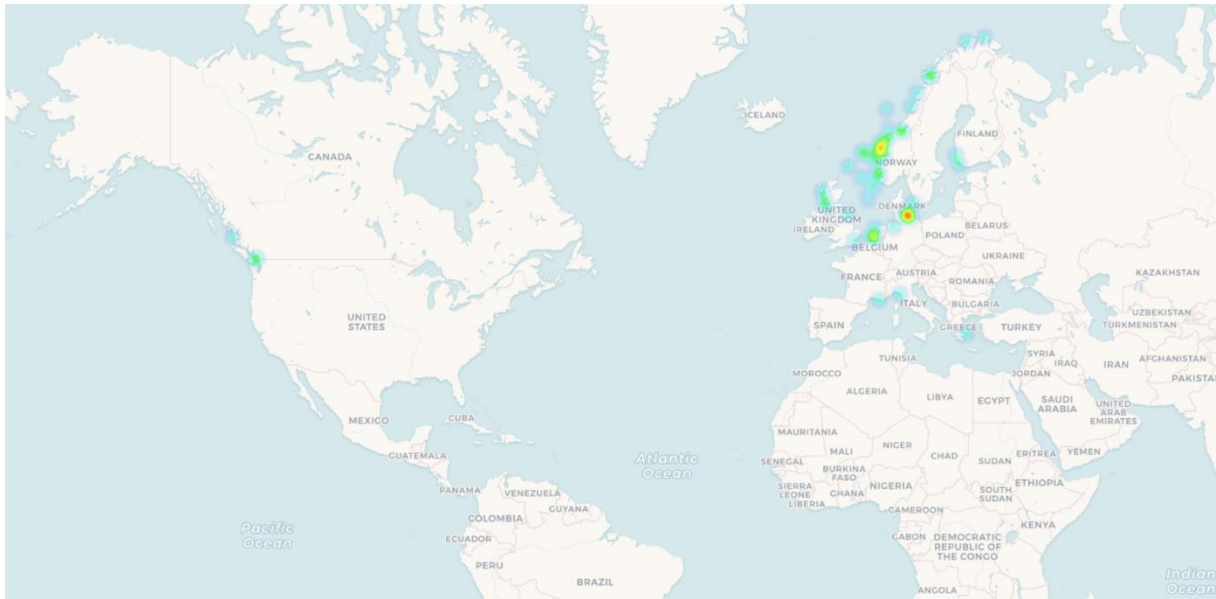 ICELAND
FINLAND
CANADA
NORWAY
DENMARK
UNITED
KINGDOM
IRELAND
BELARUS
POLAND
BELGIUM
UKRAINE
FRANCE
AUSTRIA
KAZAKHSTAN
ROMANIA
ITALY
BULGARIA
UZBEKISTAN
UNITED
STATES
SPAIN
GREECE
TURKEY
TURKMENISTAN
TUNISIA
SYRIA
IRAQ
IRAN
AFGHANISTAN
MOROCCO
JORDAN
PAKISTAN
ALGERIA
LIBYA
EGYPT
SAUDI
ARABIA
UNITED
ARAB
EMIRATES
MEXICO
CUBA
MAURITANIA
MALI
NIGER
CHAD
SUDAN
ERITREA
YEMEN
GUATEMALA
Atlantic
Ocean
SENEGAL
BURKINA
FASO
SIERRA
LEONE
GHANA
NIGERIA
SOUTH
SUDAN
ETHIOPIA
LIBERIA
PANAMA
VENEZUELA
GUYANA
COLOMBIA
CAMEROON
Pacific
Ocean
ECUADOR
GABON
DEMOCRATIC
REPUBLIC OF
THE CONGO
KENYA
PERU
BRAZIL
ANGOLA
Indian
Ocean